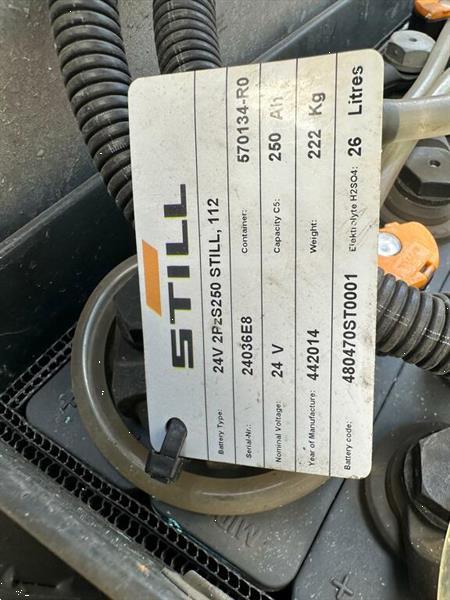 STILL
Battery Type: 24V 2PzS250 STILL, 112
Serial-Nr.: 24036E8 Container: 570134-R0
Nominal Voltage: 24 V Capacity C5: 250 Ah
Year of Manufacture: 442014 Weight: 222 Kg
Battery code: 480470ST0001 Elektrolyte H2SO4: 26 Litres